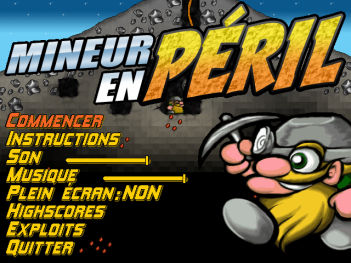 MINEUR
EN PÉRIL
COMMENCER
INSTRUCTIONS
SON
MUSIQUE
PLEIN ÉCRAN:NON
HIGHSCORES
EXPLOITS
QUITTER